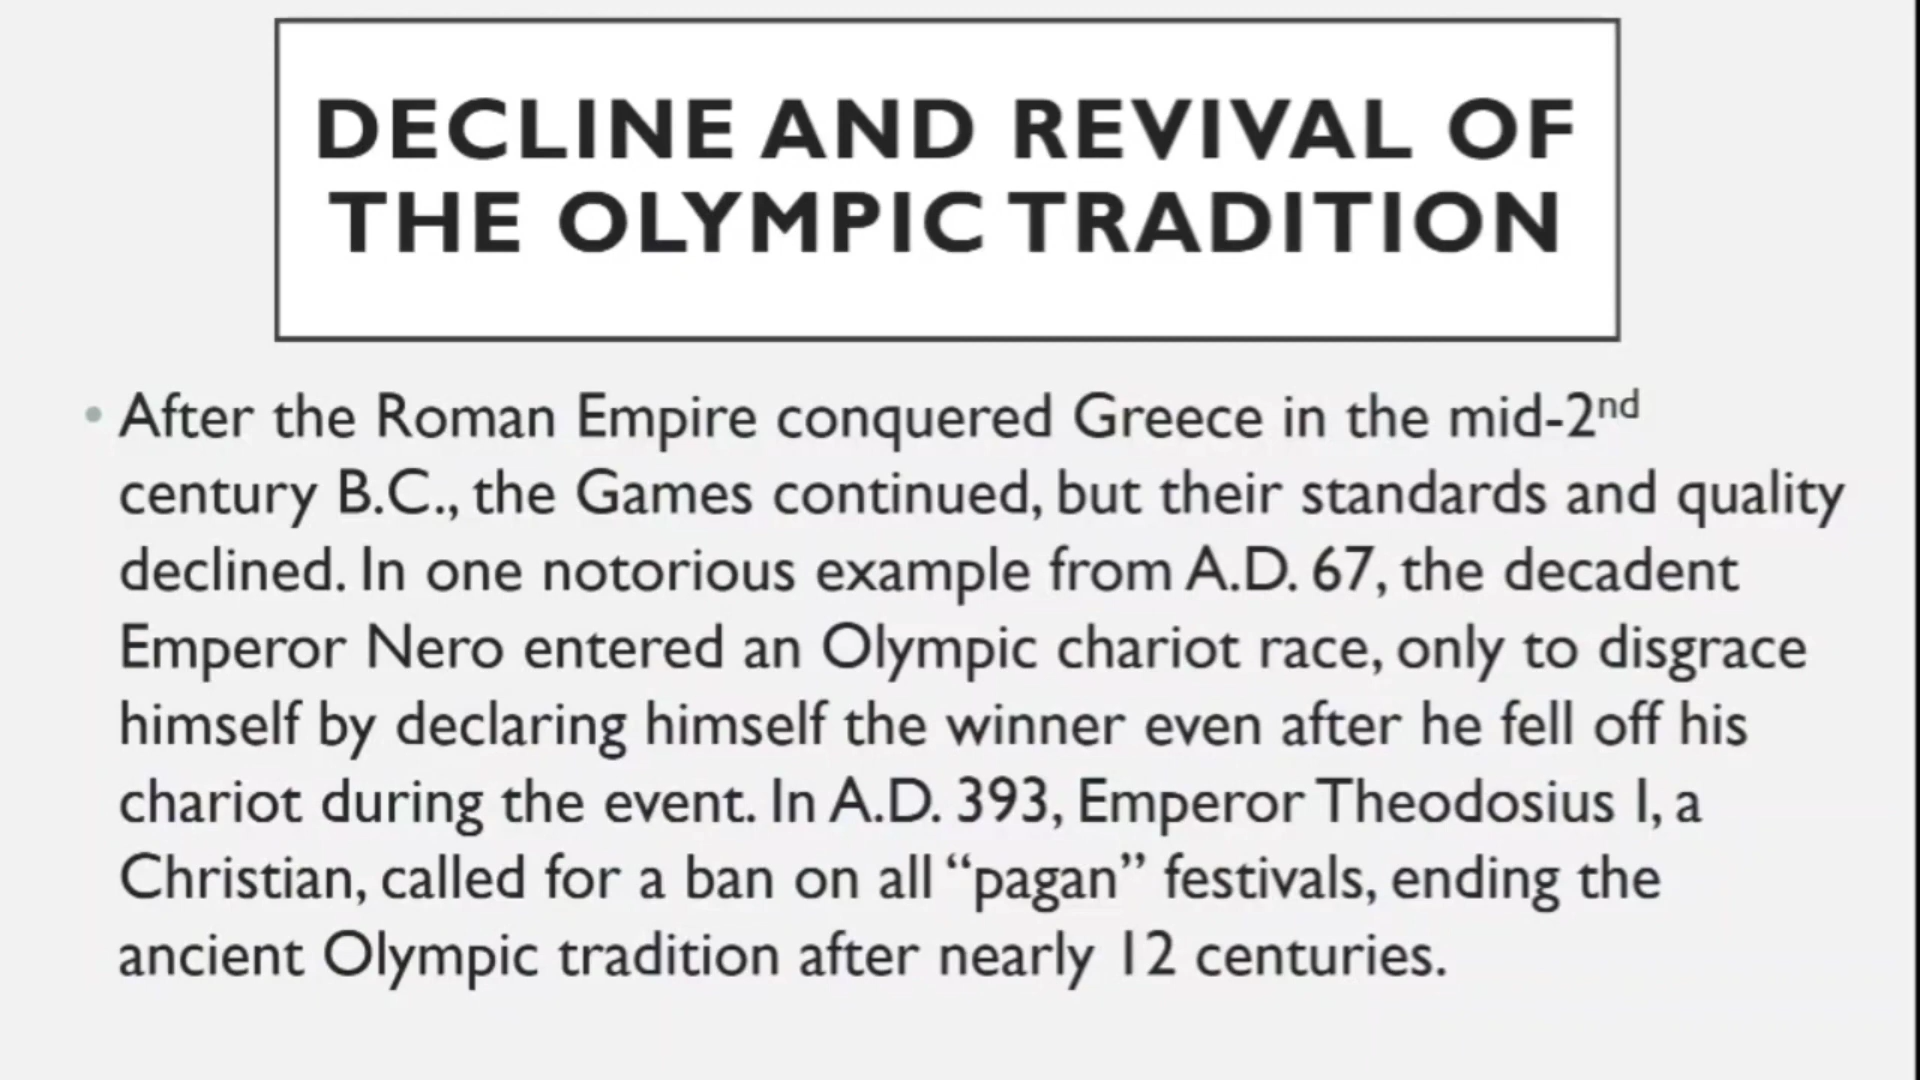 DECLINE AND REVIVAL OF
THE OLYMPIC TRADITION
• After the Roman Empire conquered Greece in the mid-2nd
century B.C., the Games continued, but their standards and quality
declined. In one notorious example from A.D. 67, the decadent
Emperor Nero entered an Olympic chariot race, only to disgrace
himself by declaring himself the winner even after he fell off his
chariot during the event. In A.D. 393, Emperor Theodosius I, a
Christian, called for a ban on all “pagan” festivals, ending the
ancient Olympic tradition after nearly 12 centuries.